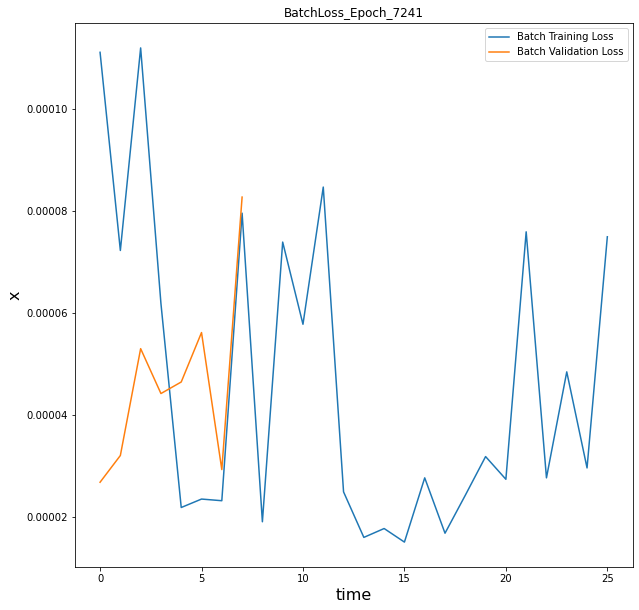 BatchLoss_Epoch_7241
Batch Training Loss
Batch Validation Loss
0.00010
0.00008
0.00006
0.00004
0.00002
x
0 5 10 15 20 25
time